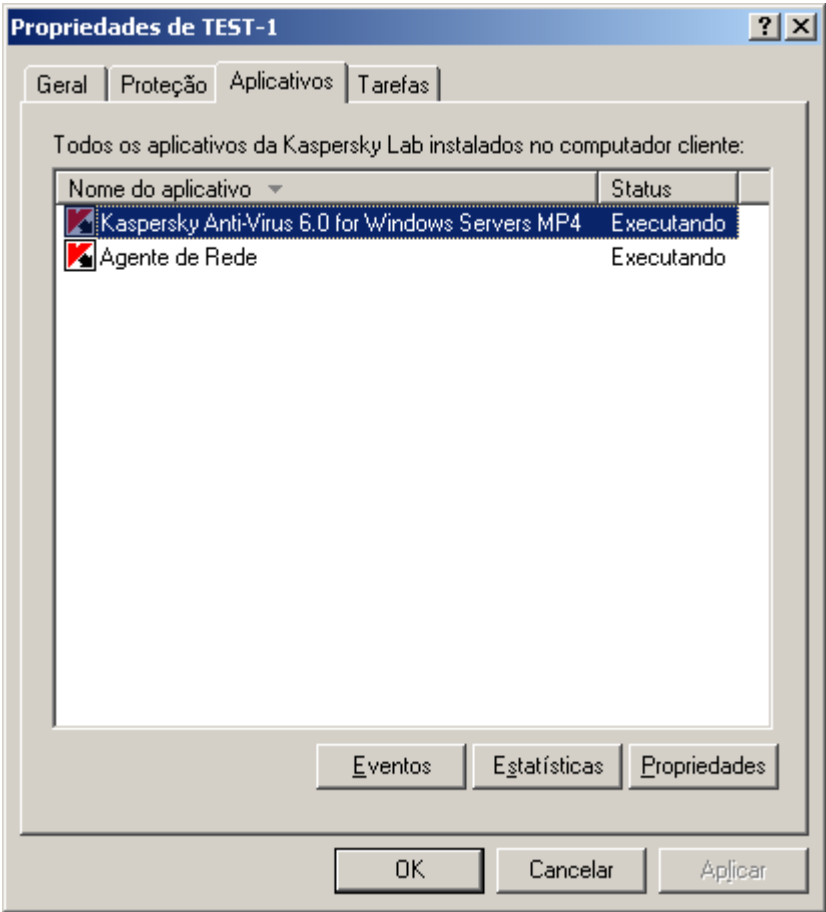 Propriedades de TEST-1
Geral Proteção Aplicativos Tarefas
Todos os aplicativos da Kaspersky Lab instalados no computador cliente:
Nome do aplicativo Status
Kaspersky Anti-Virus 6.0 for Windows Servers MP4 Executando
Agente de Rede Executando
Eventos Estatísticas Propriedades
OK Cancelar Aplicar